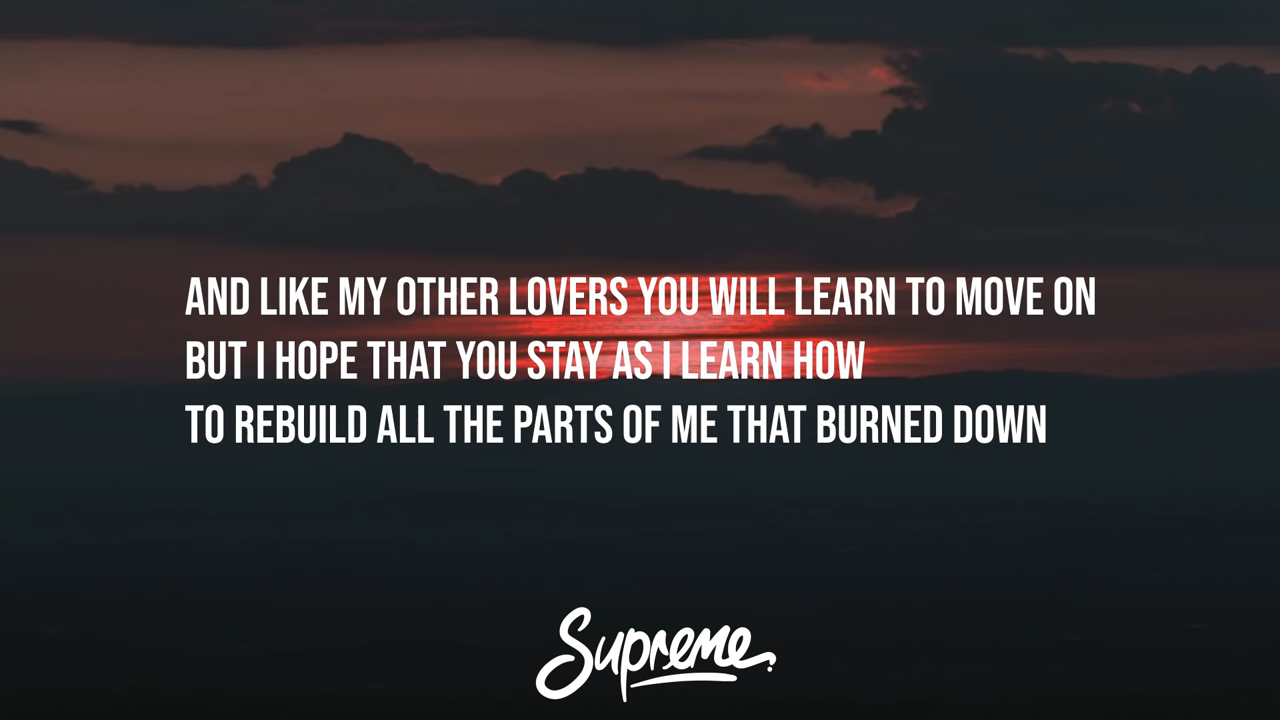 AND LIKE MY OTHER LOVERS YOU WILL LEARN TO MOVE ON
BUT I HOPE THAT YOU STAY AS I LEARN HOW
TO REBUILD ALL THE PARTS OF ME THAT BURNED DOWN
Supreme.